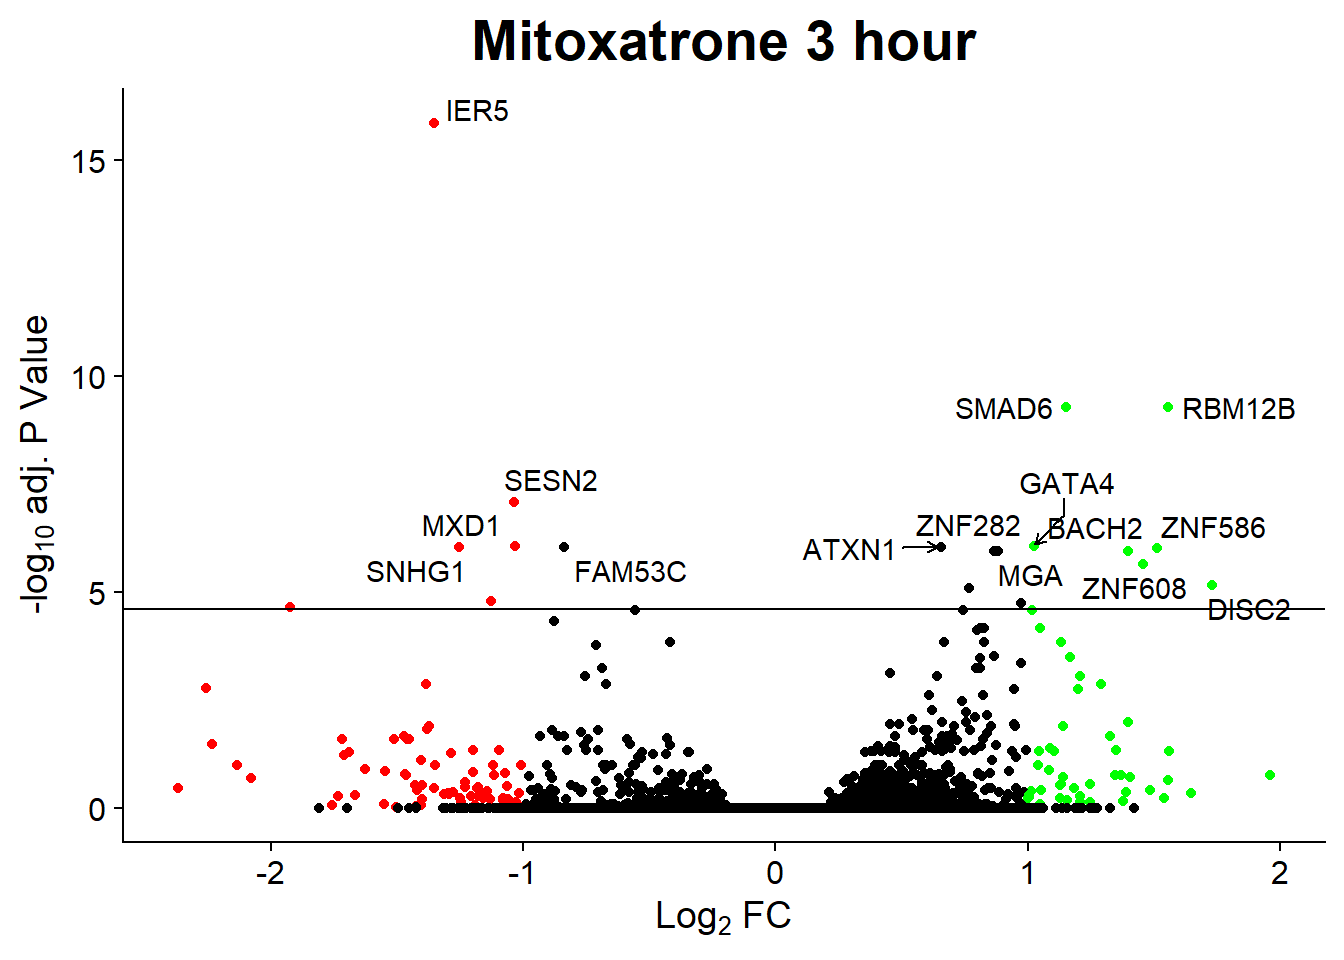 Mitoxatrone 3 hour
IER5
15
10
SMAD6
RBM12B
SESN2
GATA4
MXD1
ZNF282
BACH2
ZNF586
ATXN1
SNHG1
FAM53C
MGA
ZNF608
5
DISC2
0
-log10 adj. P Value
-2
-1
0
1
2
Log2 FC